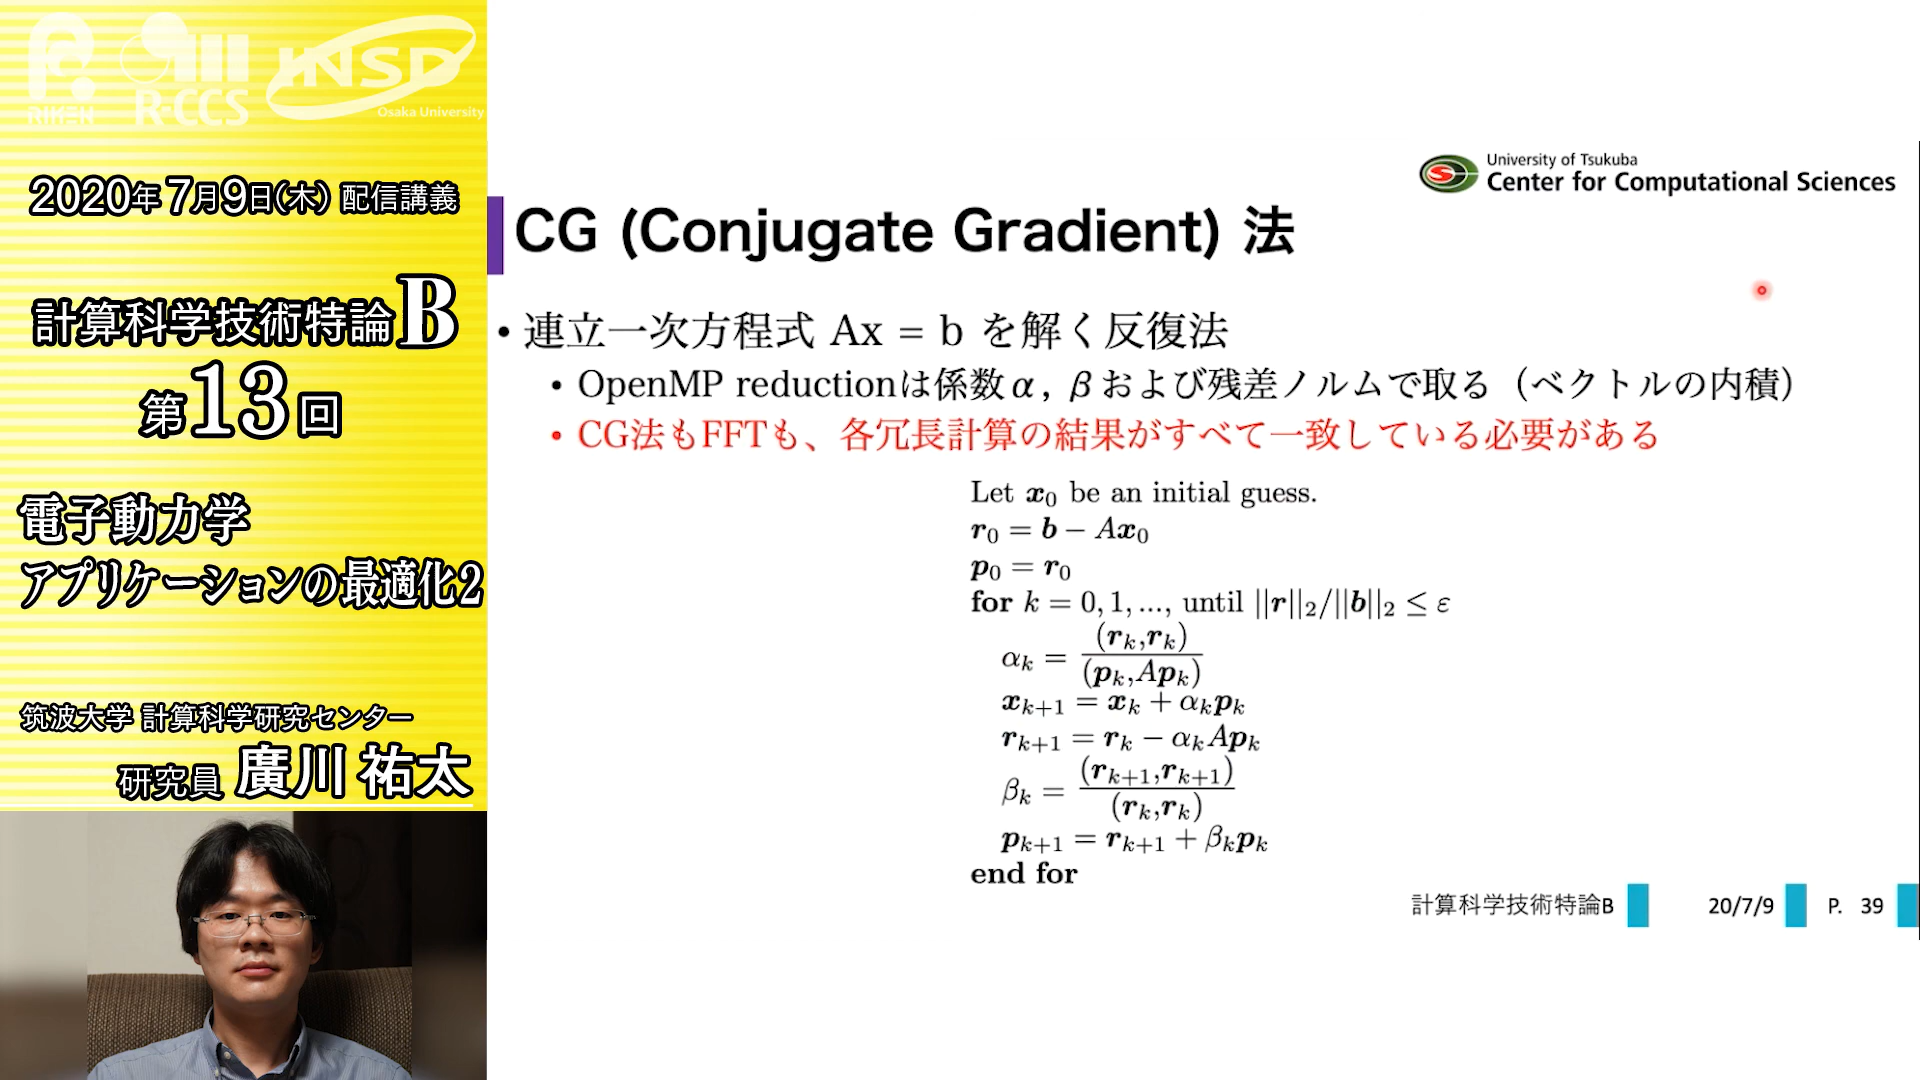 RIKEN
R-CCS
INSD
Osaka University
2020年7月9日(木) 配信講義
計算科学技術特論B
第13回
電子動力学
アプリケーションの最適化2
筑波大学 計算科学研究センター
研究員 廣川 祐太
University of Tsukuba
Center for Computational Sciences
CG (Conjugate Gradient) 法
• 連立一次方程式 Ax = b を解く反復法
• OpenMP reductionは係数α, βおよび残差ノルムで取る（ベクトルの内積）
• CG法もFFTも、各冗長計算の結果がすべて一致している必要がある
Let x₀ be an initial guess.
r₀ = b − Ax₀
p₀ = r₀
for k = 0, 1, ..., until ||r||₂/||b||₂ ≤ ε
αₖ = (rₖ,rₖ) / (pₖ,Apₖ)
xₖ₊₁ = xₖ + αₖpₖ
rₖ₊₁ = rₖ − αₖApₖ
βₖ = (rₖ₊₁,rₖ₊₁) / (rₖ,rₖ)
pₖ₊₁ = rₖ₊₁ + βₖpₖ
end for
計算科学技術特論B 20/7/9 P. 39